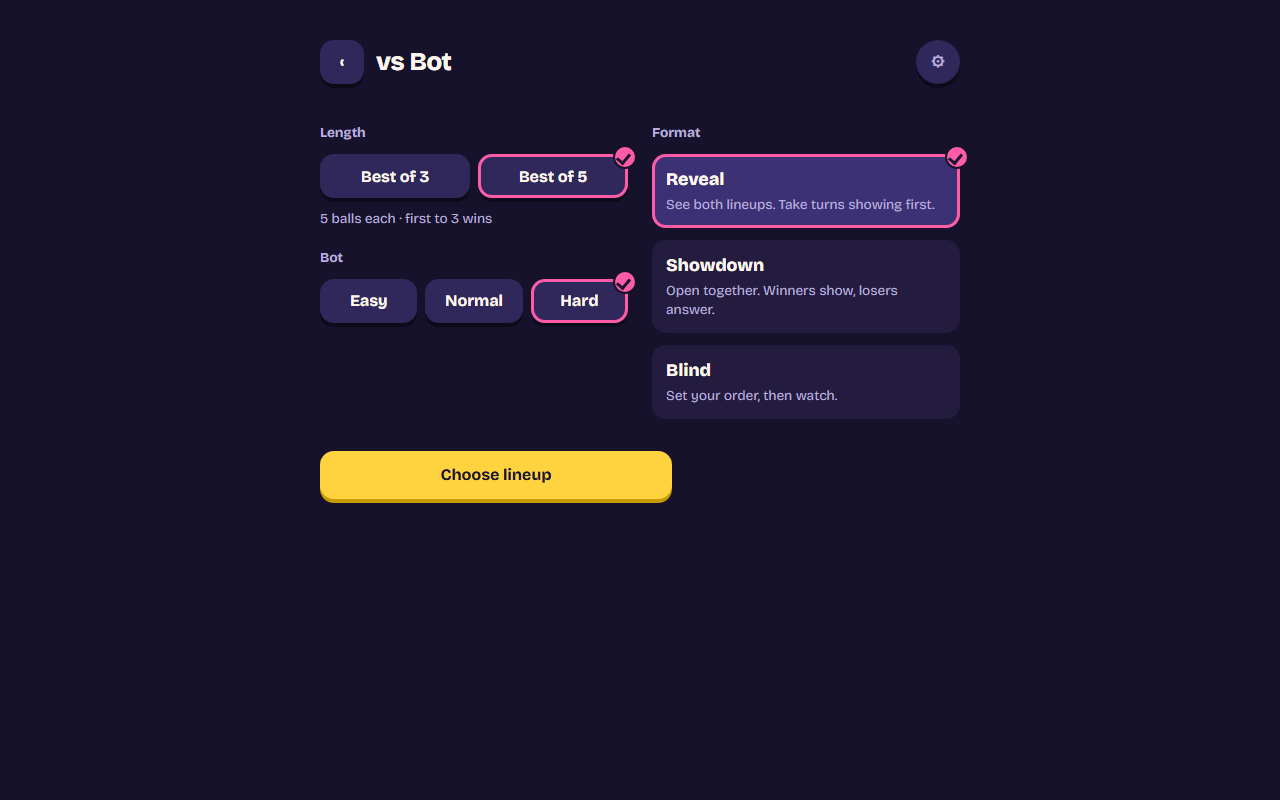 vs Bot
Length
Best of 3
Best of 5
5 balls each · first to 3 wins
Bot
Easy
Normal
Hard
Format
Reveal
See both lineups. Take turns showing first.
Showdown
Open together. Winners show, losers
answer.
Blind
Set your order, then watch.
Choose lineup